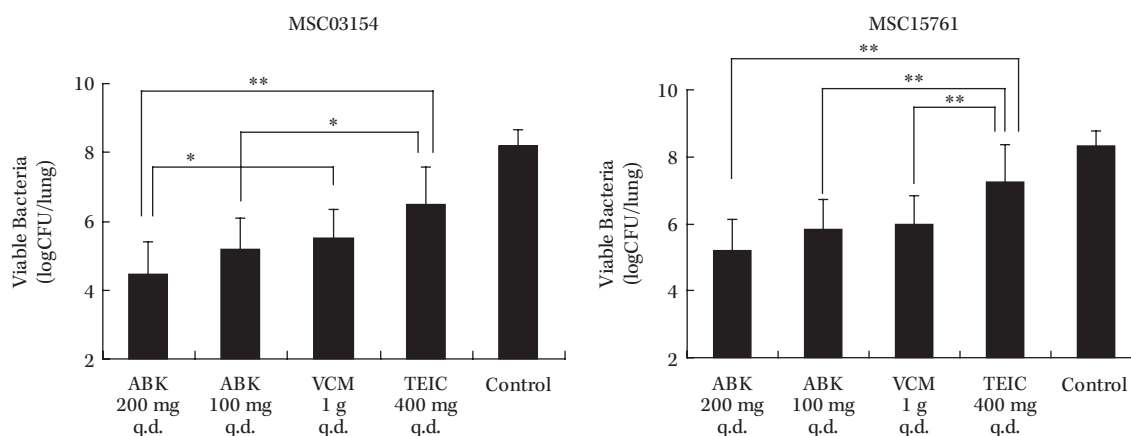 MSC03154
**
*
*
10
8
6
4
2
Viable Bacteria
(logCFU/lung)
ABK
200 mg
q.d.
ABK
100 mg
q.d.
VCM
1 g
q.d.
TEIC
400 mg
q.d.
Control
MSC15761
**
**
**
10
8
6
4
2
Viable Bacteria
(logCFU/lung)
ABK
200 mg
q.d.
ABK
100 mg
q.d.
VCM
1 g
q.d.
TEIC
400 mg
q.d.
Control